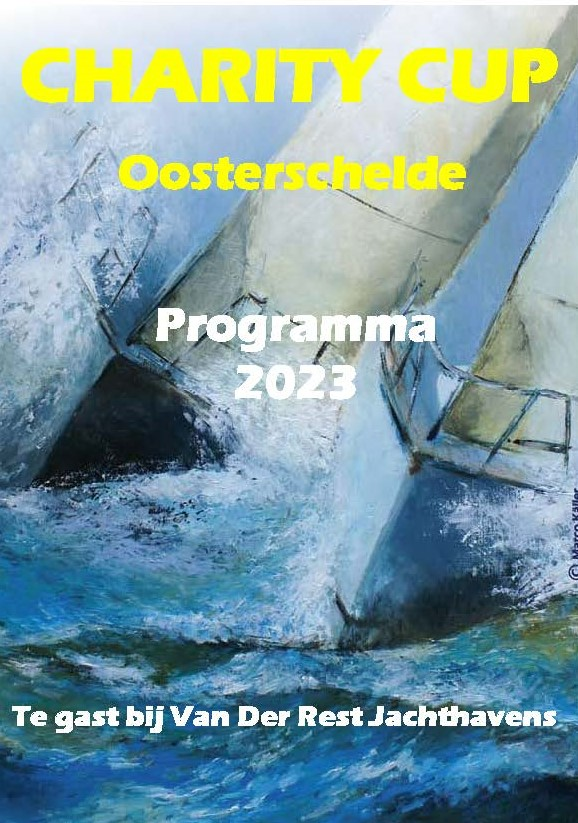 CHARITY CUP
Oosterschelde
Programma
2023
Te gast bij Van Der Rest Jachthavens